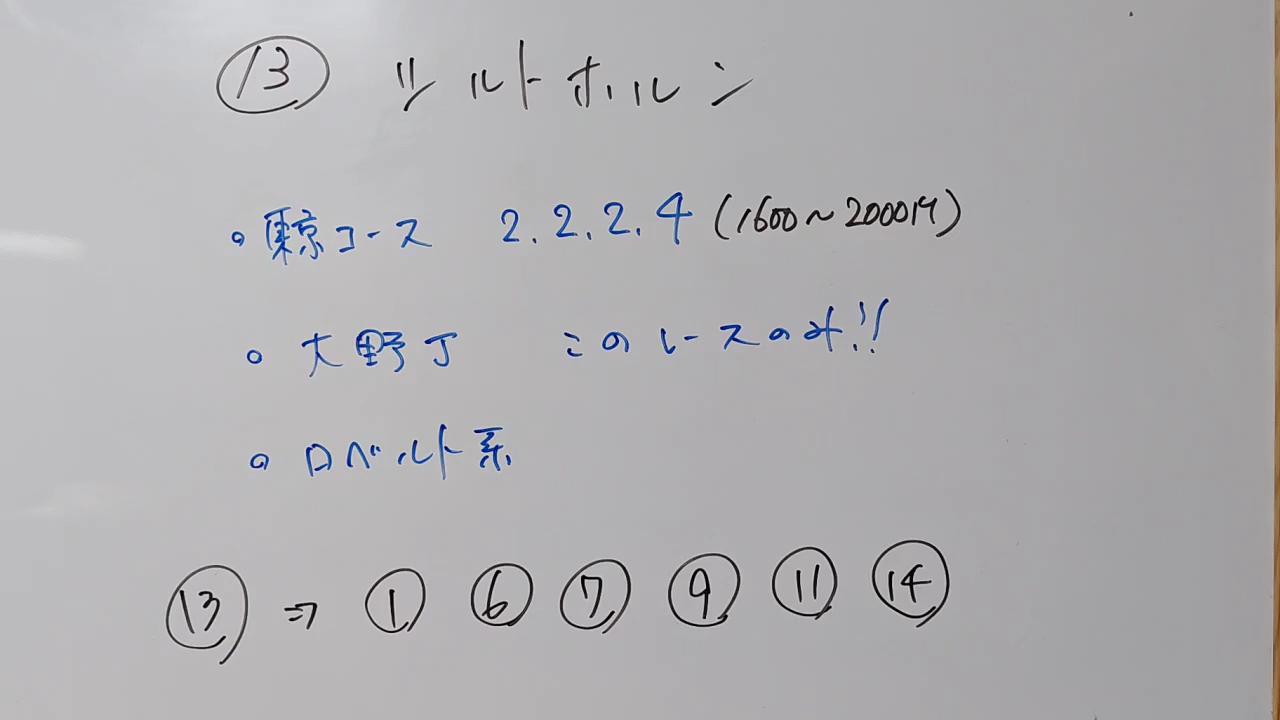 ⑬ ツルトホルン
・東京コース 2.2.2.4 (1600〜2000M)
・大野J このレースのみ!!
・ロベルト系
⑬ ⇒ ① ⑥ ⑦ ⑨ ⑪ ⑭